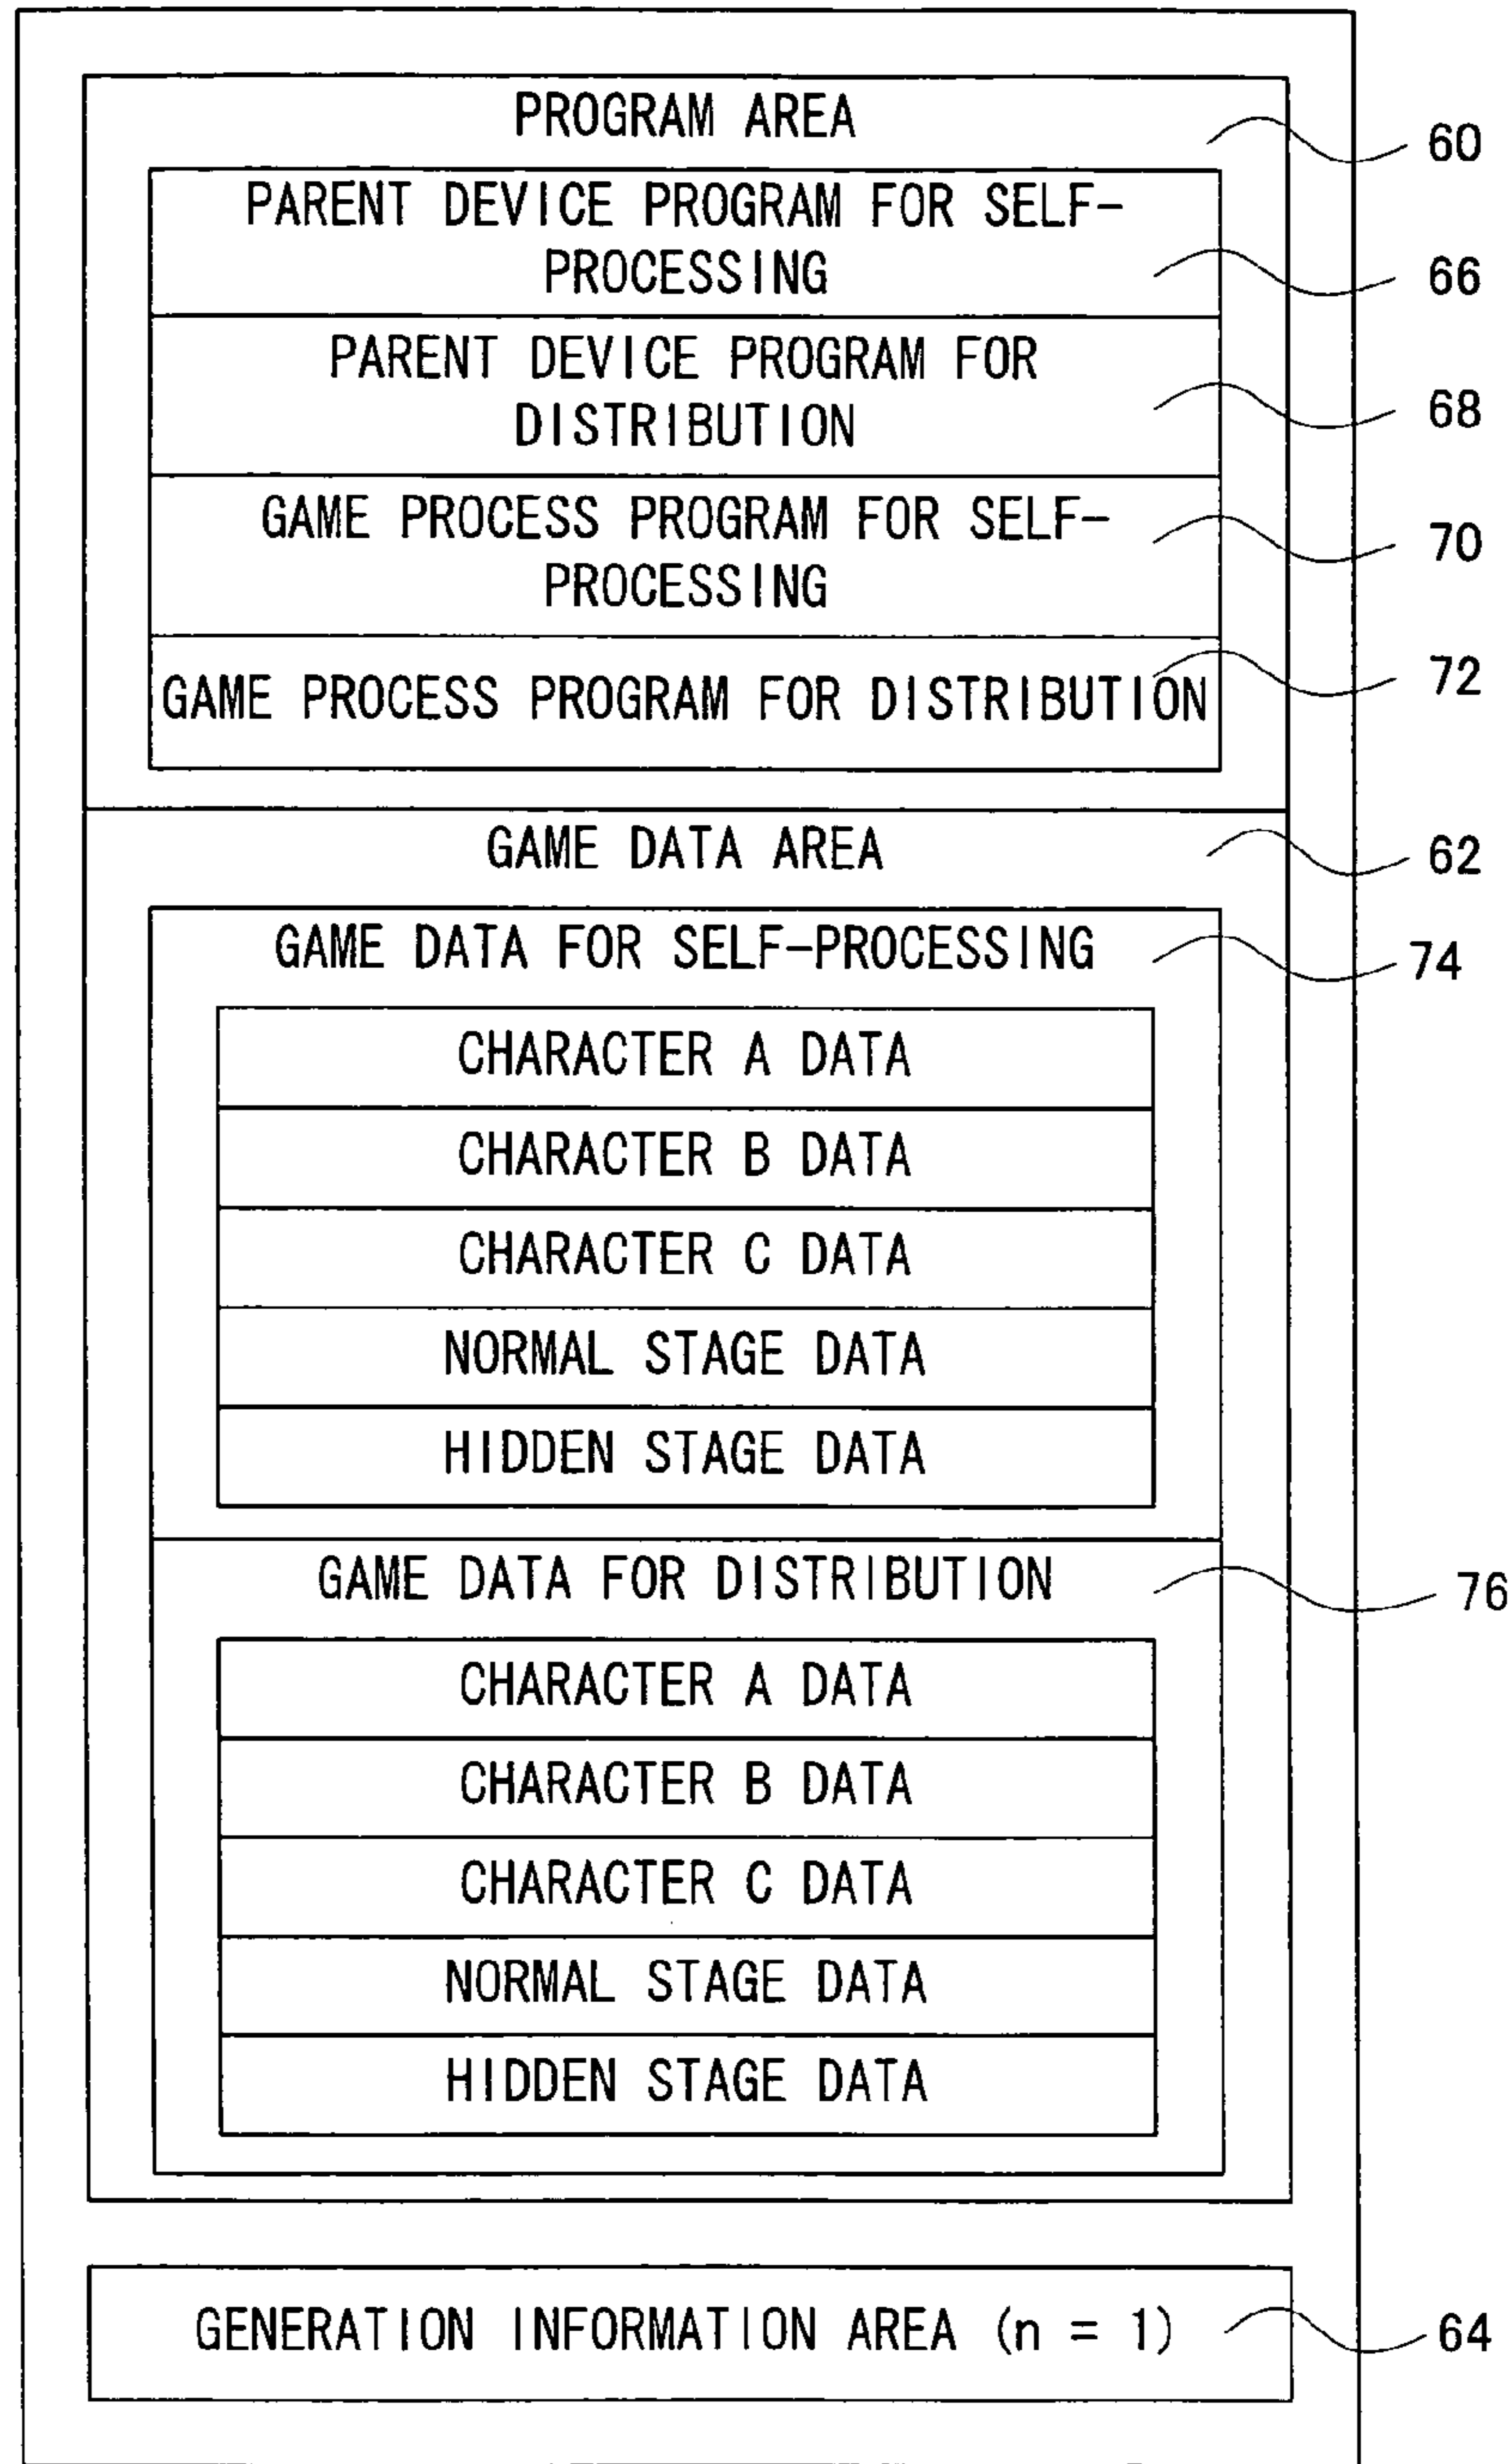 PROGRAM AREA
60
PARENT DEVICE PROGRAM FOR SELF-
PROCESSING
66
PARENT DEVICE PROGRAM FOR
DISTRIBUTION
68
GAME PROCESS PROGRAM FOR SELF-
PROCESSING
70
GAME PROCESS PROGRAM FOR DISTRIBUTION
72
GAME DATA AREA
62
GAME DATA FOR SELF-PROCESSING
74
CHARACTER A DATA
CHARACTER B DATA
CHARACTER C DATA
NORMAL STAGE DATA
HIDDEN STAGE DATA
GAME DATA FOR DISTRIBUTION
76
CHARACTER A DATA
CHARACTER B DATA
CHARACTER C DATA
NORMAL STAGE DATA
HIDDEN STAGE DATA
GENERATION INFORMATION AREA (n = 1)
64